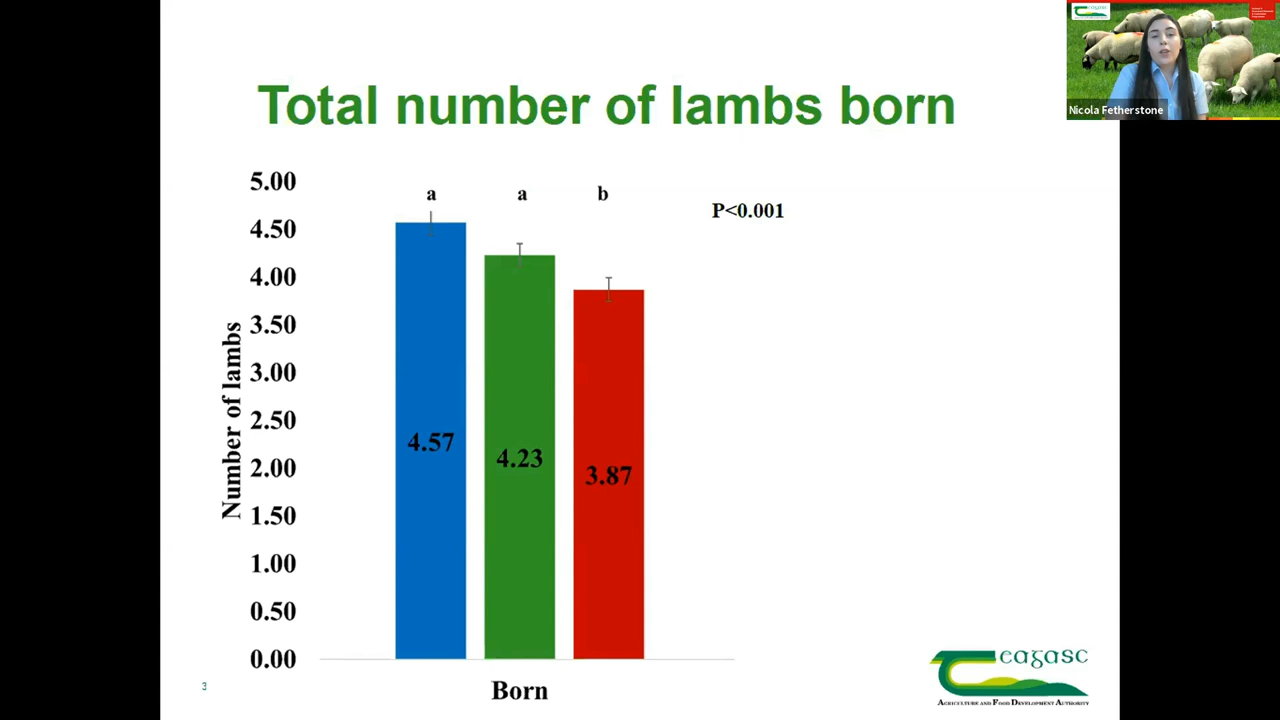 Total number of lambs born
Nicola Fetherstone
5.00
4.50
4.00
3.50
3.00
2.50
2.00
1.50
1.00
0.50
0.00
Number of lambs
a
a
b
P<0.001
4.57
4.23
3.87
Born
3
eagasc
AGRICULTURE AND FOOD DEVELOPMENT AUTHORITY